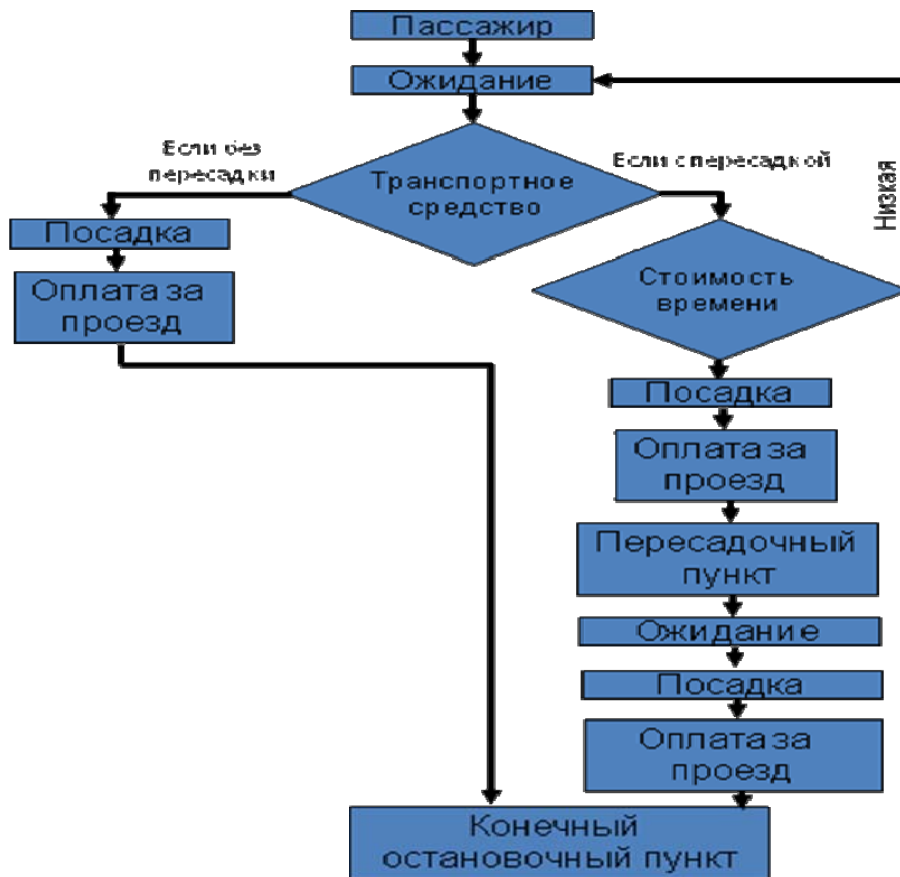 Пассажир
Ожидание
Если без
пересадки
Транспортное
средство
Если с пересадкой
Низкая
Посадка
Оплата за
проезд
Стоимость
времени
Посадка
Оплата за
проезд
Пересадочный
пункт
Ожидание
Посадка
Оплата за
проезд
Конечный
остановочный пункт